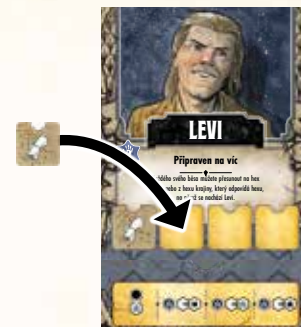 LEVI
Připraven na víc
svého běsa můžete přesunout na hex
nebo z hexu krajiny, který odpovídá hexu,
se nachází Levi.